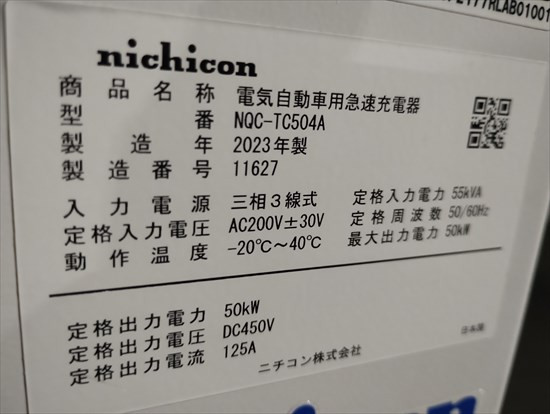 nichicon
商品名称 電気自動車用急速充電器
型番 NQC-TC504A
製造年 2023年製
製造番号 11627
入力電源 三相3線式 定格入力電力 55kVA
定格入力電圧 AC200V±30V 定格周波数 50/60Hz
動作温度 -20℃～40℃ 最大出力電力 50kW
定格出力電力 50kW
定格出力電圧 DC450V
定格出力電流 125A
ニチコン株式会社